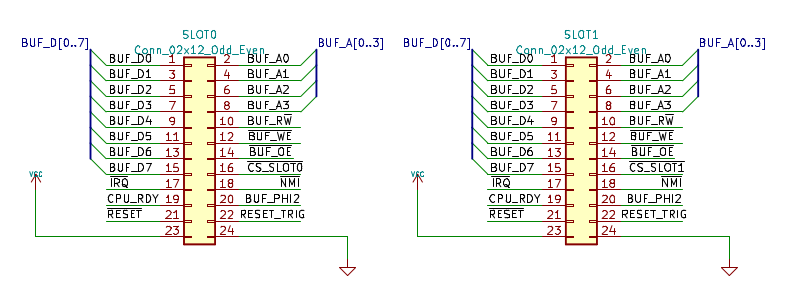 SLOT0
Conn_02x12_Odd_Even
BUF_D[0..7]
BUF_A[0..3]
BUF_D0 1 2 BUF_A0
BUF_D1 3 4 BUF_A1
BUF_D2 5 6 BUF_A2
BUF_D3 7 8 BUF_A3
BUF_D4 9 10 BUF_RW
BUF_D5 11 12 BUF_WE
BUF_D6 13 14 BUF_OE
BUF_D7 15 16 CS_SLOT0
VCC
IRQ 17 18 NMI
CPU_RDY 19 20 BUF_PHI2
RESET 21 22 RESET_TRIG
23 24
SLOT1
Conn_02x12_Odd_Even
BUF_D[0..7]
BUF_A[0..3]
BUF_D0 1 2 BUF_A0
BUF_D1 3 4 BUF_A1
BUF_D2 5 6 BUF_A2
BUF_D3 7 8 BUF_A3
BUF_D4 9 10 BUF_RW
BUF_D5 11 12 BUF_WE
BUF_D6 13 14 BUF_OE
BUF_D7 15 16 CS_SLOT1
VCC
IRQ 17 18 NMI
CPU_RDY 19 20 BUF_PHI2
RESET 21 22 RESET_TRIG
23 24